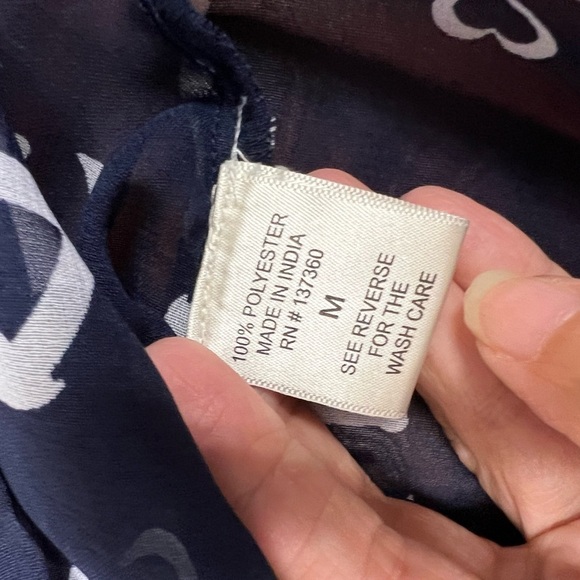 100% POLYESTER
MADE IN INDIA
RN # 137360
M
SEE REVERSE
FOR THE
WASH CARE